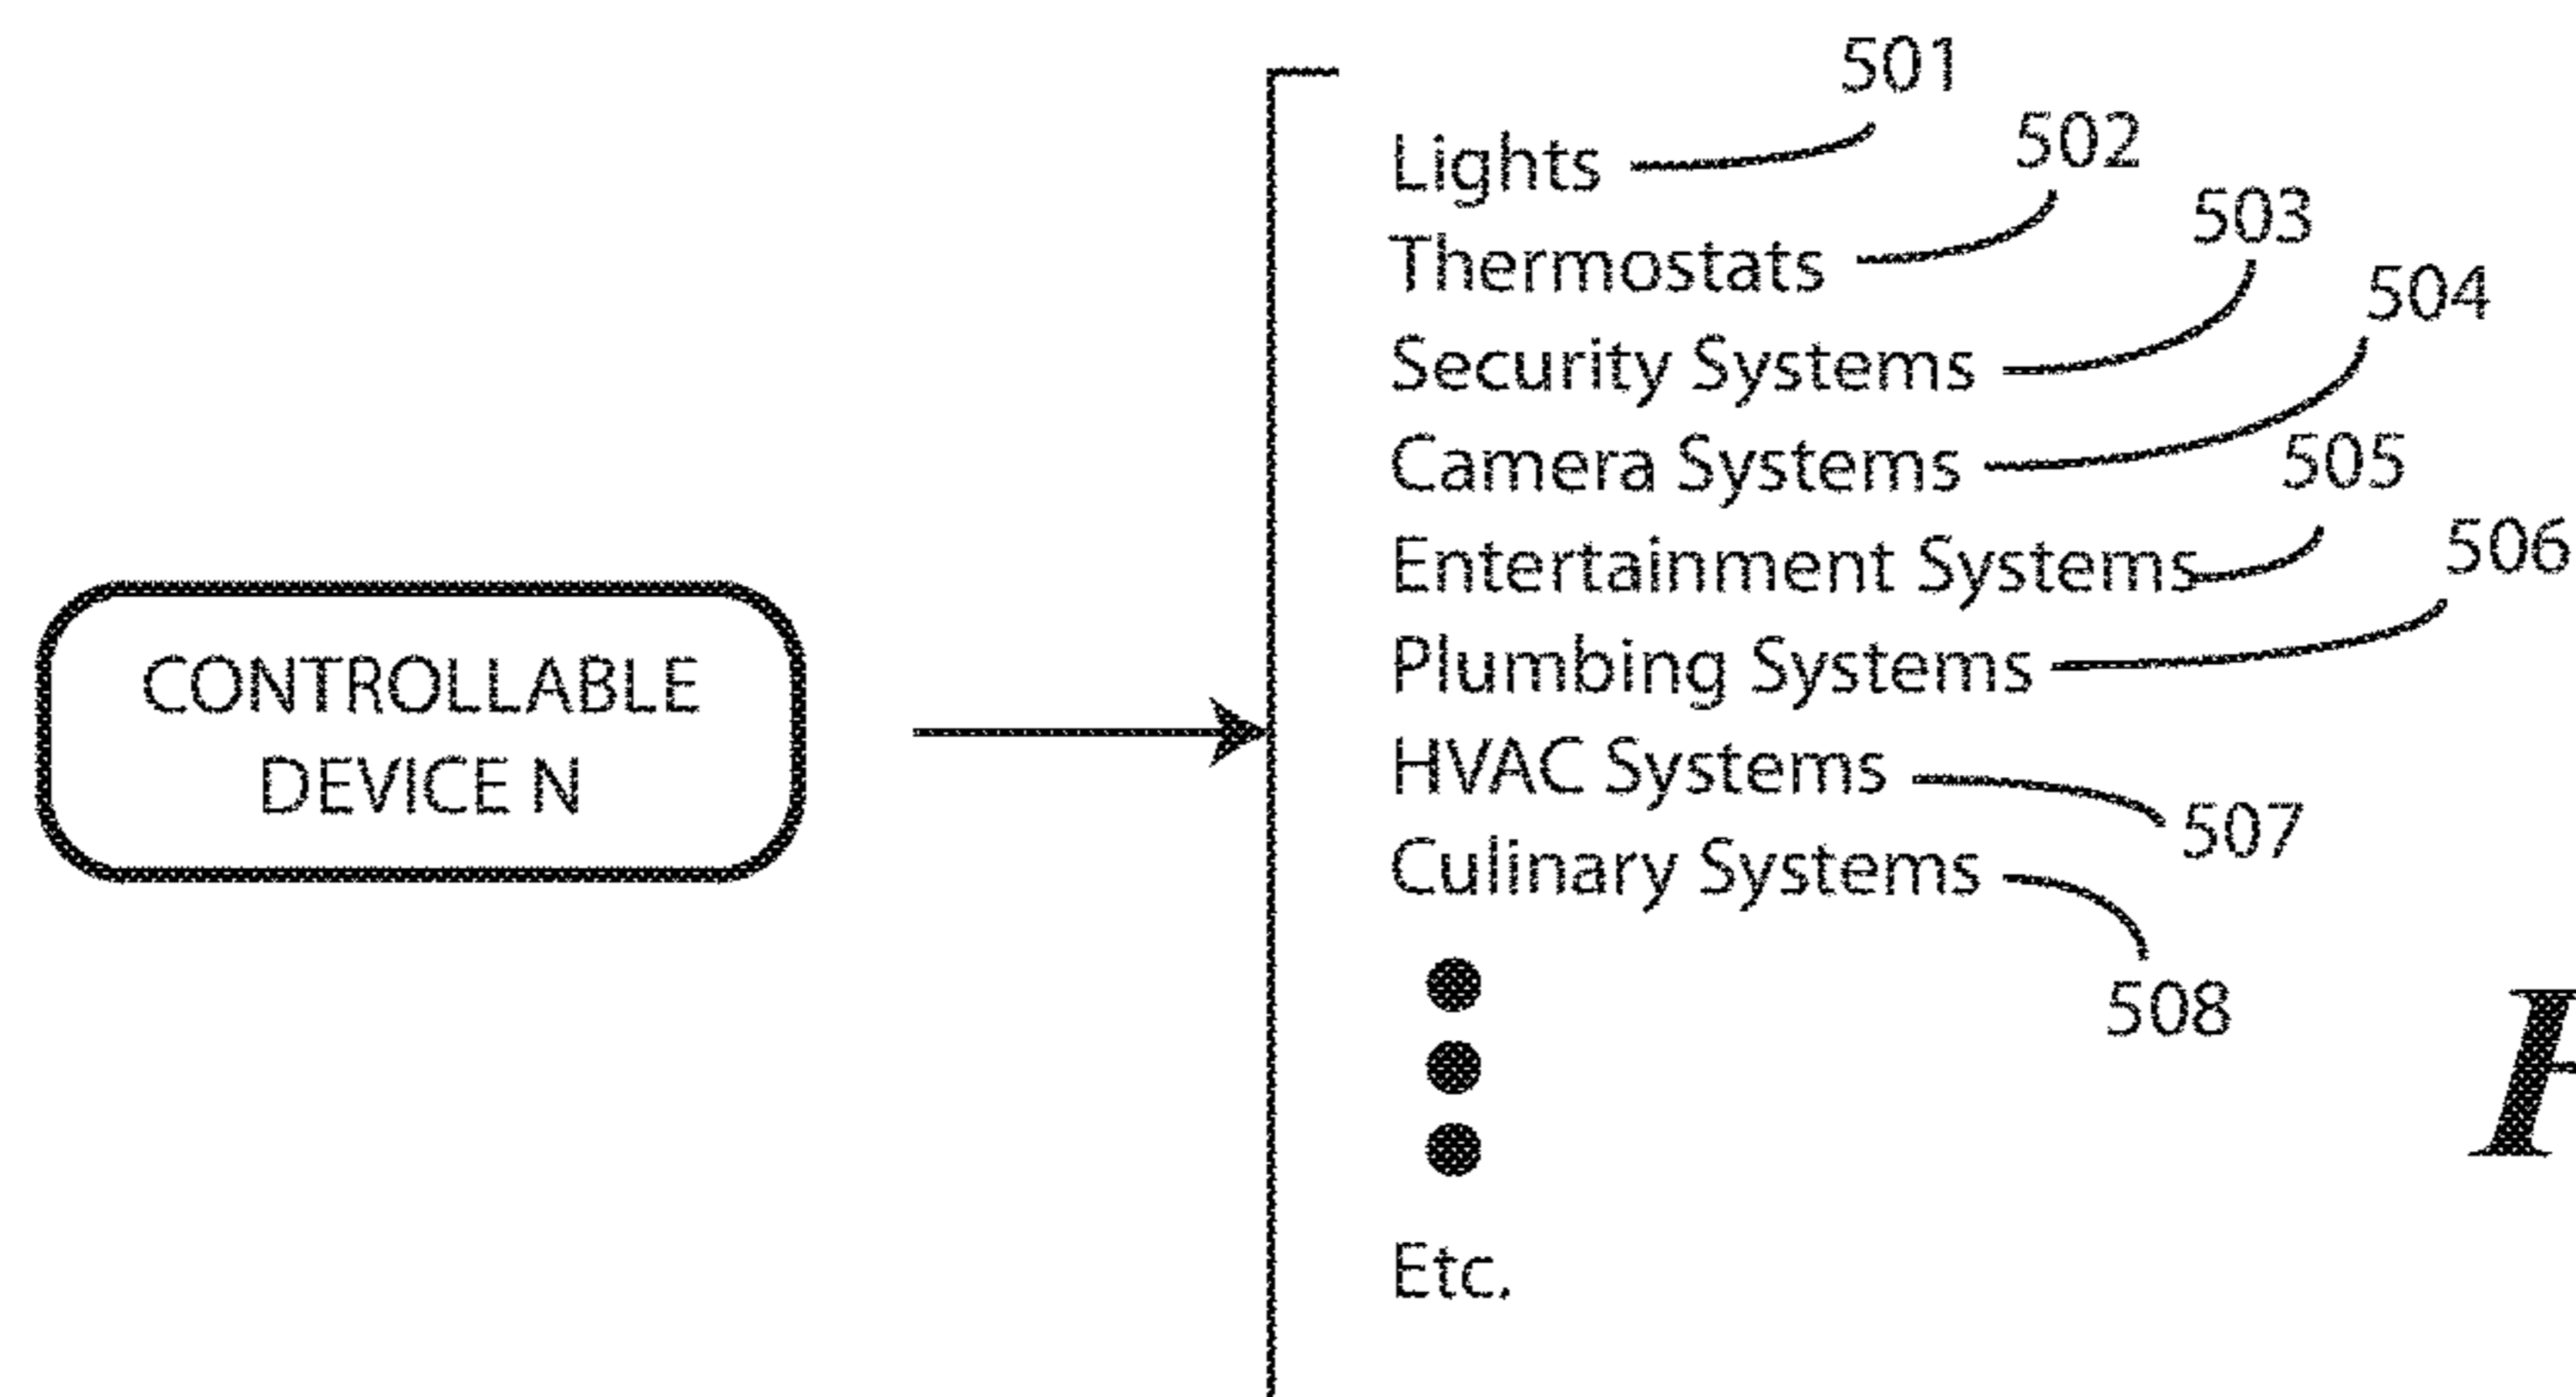 501
Lights
502
Thermostats
503
Security Systems
504
Camera Systems
505
Entertainment Systems
506
Plumbing Systems
CONTROLLABLE
DEVICE N
HVAC Systems
507
Culinary Systems
508
Etc.